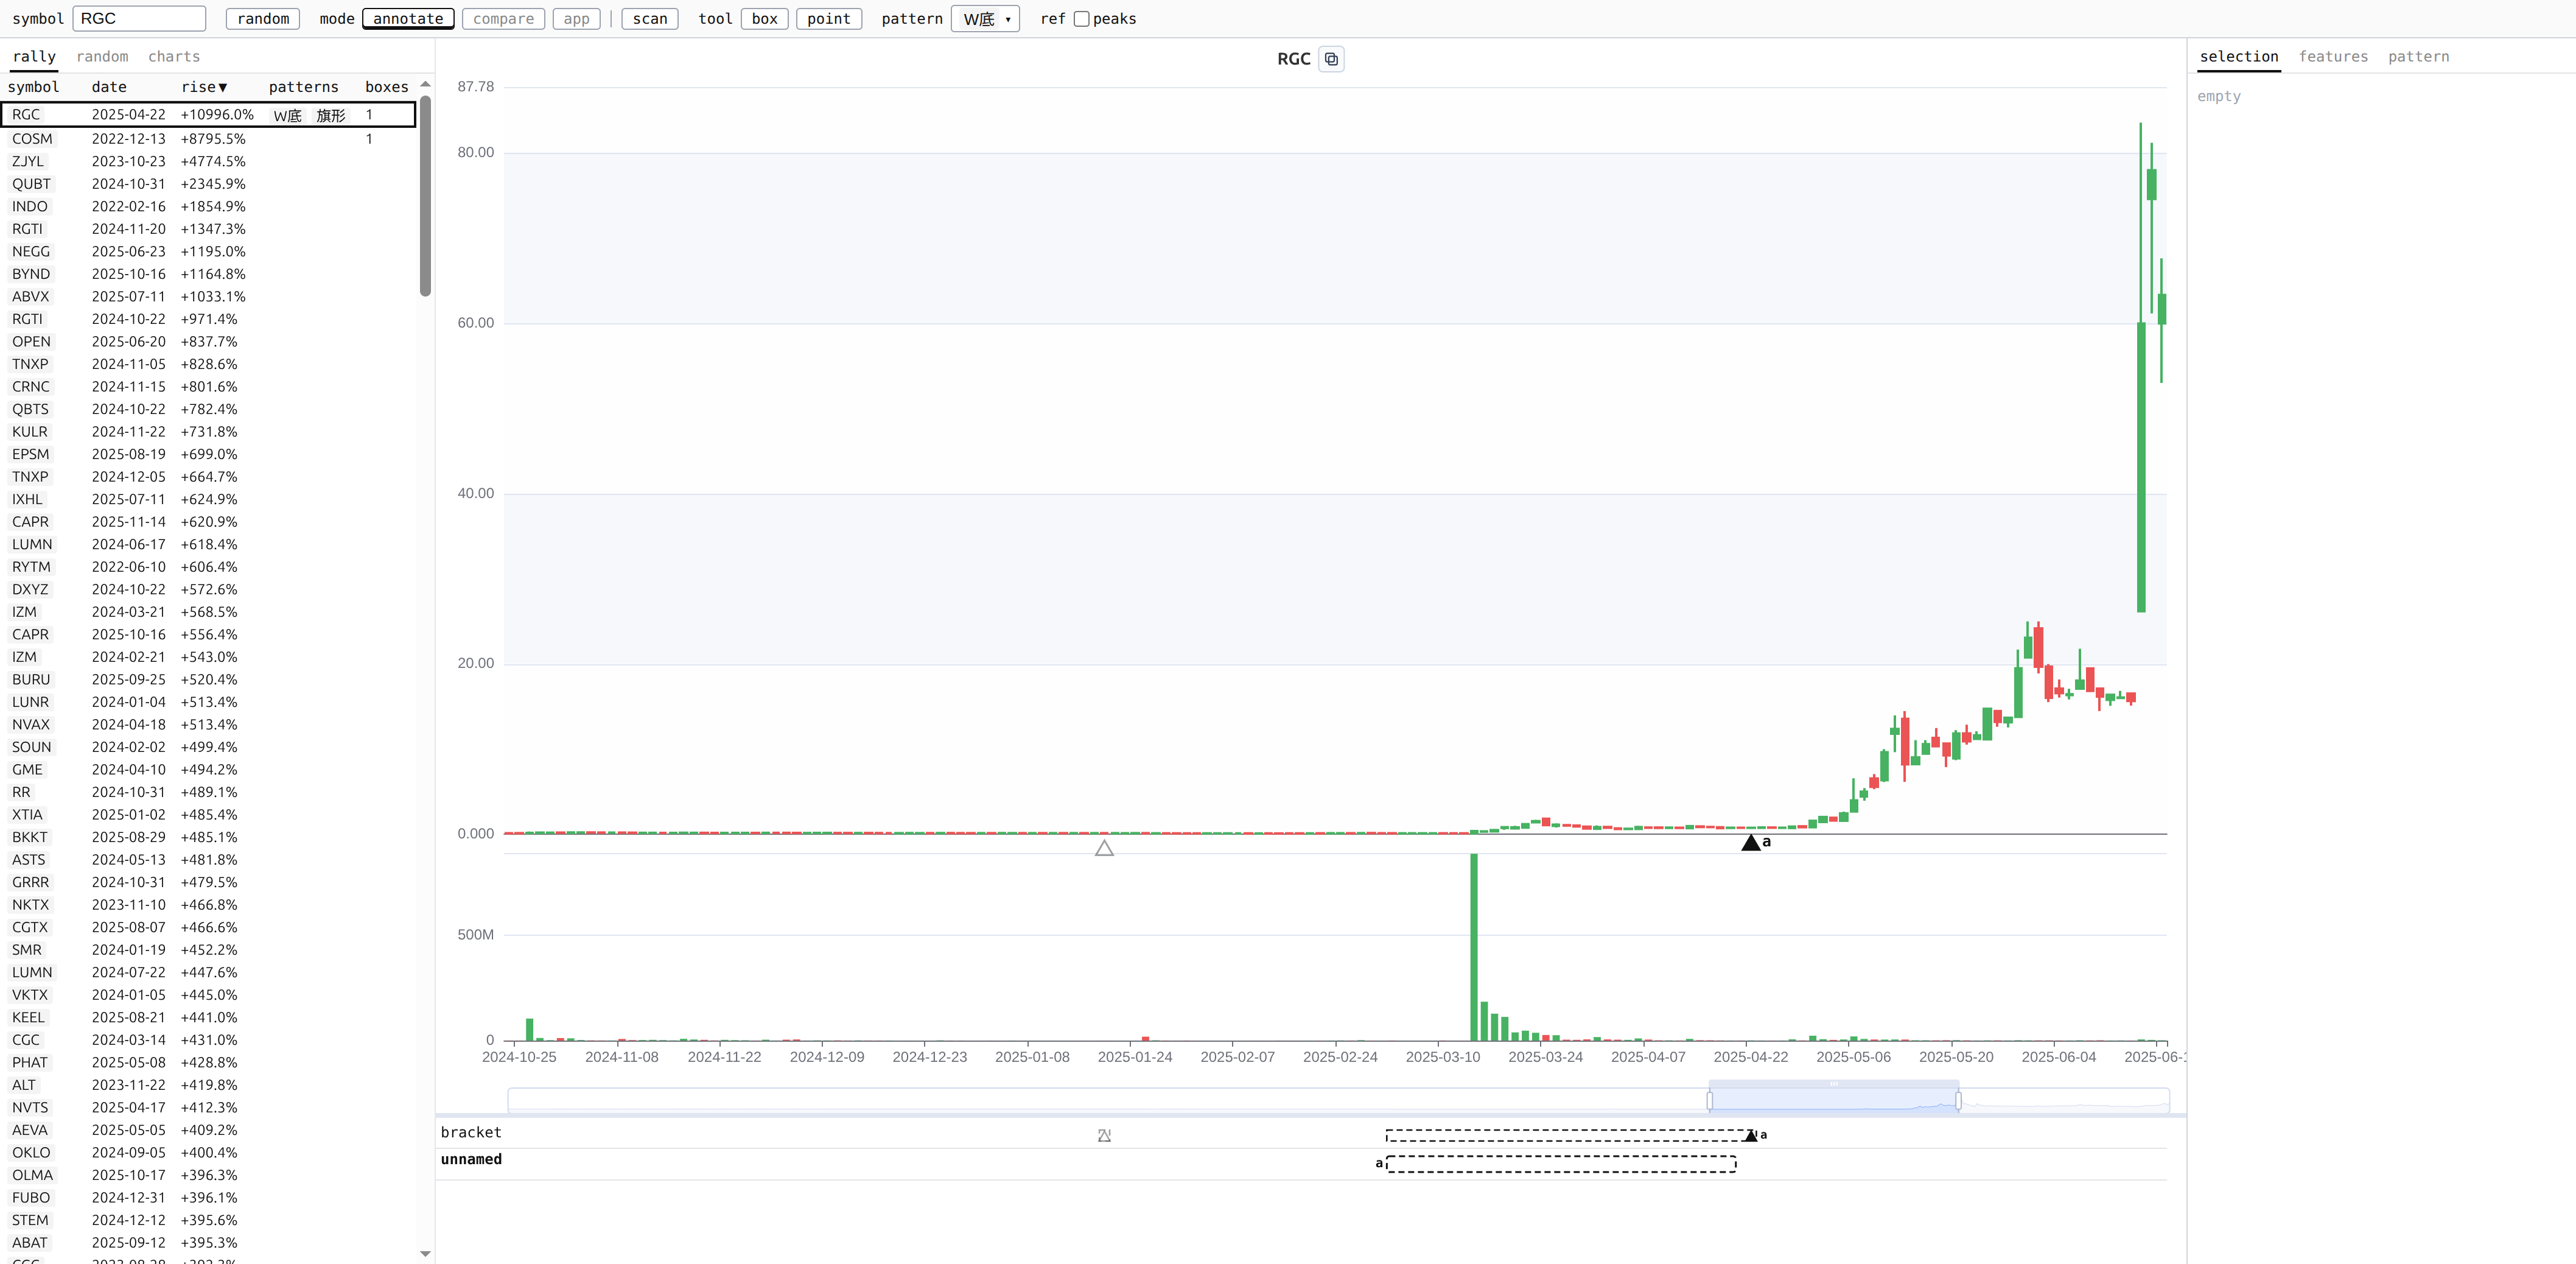 symbol RGC random mode annotate compare app | scan tool box point pattern W底 ▾ ref peaks
rally random charts
symbol date rise▼ patterns boxes
RGC 2025-04-22 +10996.0% W底 旗形 1
COSM 2022-12-13 +8795.5% 1
ZJYL 2023-10-23 +4774.5%
QUBT 2024-10-31 +2345.9%
INDO 2022-02-16 +1854.9%
RGTI 2024-11-20 +1347.3%
NEGG 2025-06-23 +1195.0%
BYND 2025-10-16 +1164.8%
ABVX 2025-07-11 +1033.1%
RGTI 2024-10-22 +971.4%
OPEN 2025-06-20 +837.7%
TNXP 2024-11-05 +828.6%
CRNC 2024-11-15 +801.6%
QBTS 2024-10-22 +782.4%
KULR 2024-11-22 +731.8%
EPSM 2025-08-19 +699.0%
TNXP 2024-12-05 +664.7%
IXHL 2025-07-11 +624.9%
CAPR 2025-11-14 +620.9%
LUMN 2024-06-17 +618.4%
RYTM 2022-06-10 +606.4%
DXYZ 2024-10-22 +572.6%
IZM 2024-03-21 +568.5%
CAPR 2025-10-16 +556.4%
IZM 2024-02-21 +543.0%
BURU 2025-09-25 +520.4%
LUNR 2024-01-04 +513.4%
NVAX 2024-04-18 +513.4%
SOUN 2024-02-02 +499.4%
GME 2024-04-10 +494.2%
RR 2024-10-31 +489.1%
XTIA 2025-01-02 +485.4%
BKKT 2025-08-29 +485.1%
ASTS 2024-05-13 +481.8%
GRRR 2024-10-31 +479.5%
NKTX 2023-11-10 +466.8%
CGTX 2025-08-07 +466.6%
SMR 2024-01-19 +452.2%
LUMN 2024-07-22 +447.6%
VKTX 2024-01-05 +445.0%
KEEL 2025-08-21 +441.0%
CGC 2024-03-14 +431.0%
PHAT 2025-05-08 +428.8%
ALT 2023-11-22 +419.8%
NVTS 2025-04-17 +412.3%
AEVA 2025-05-05 +409.2%
OKLO 2024-09-05 +400.4%
OLMA 2025-10-17 +396.3%
FUBO 2024-12-31 +396.1%
STEM 2024-12-12 +395.6%
ABAT 2025-09-12 +395.3%
RGC
87.78
80.00
60.00
40.00
20.00
0.000
a
500M
0
2024-10-25 2024-11-08 2024-11-22 2024-12-09 2024-12-23 2025-01-08 2025-01-24 2025-02-07 2025-02-24 2025-03-10 2025-03-24 2025-04-07 2025-04-22 2025-05-06 2025-05-20 2025-06-04 2025-06-1
bracket a
unnamed a
selection features pattern
empty